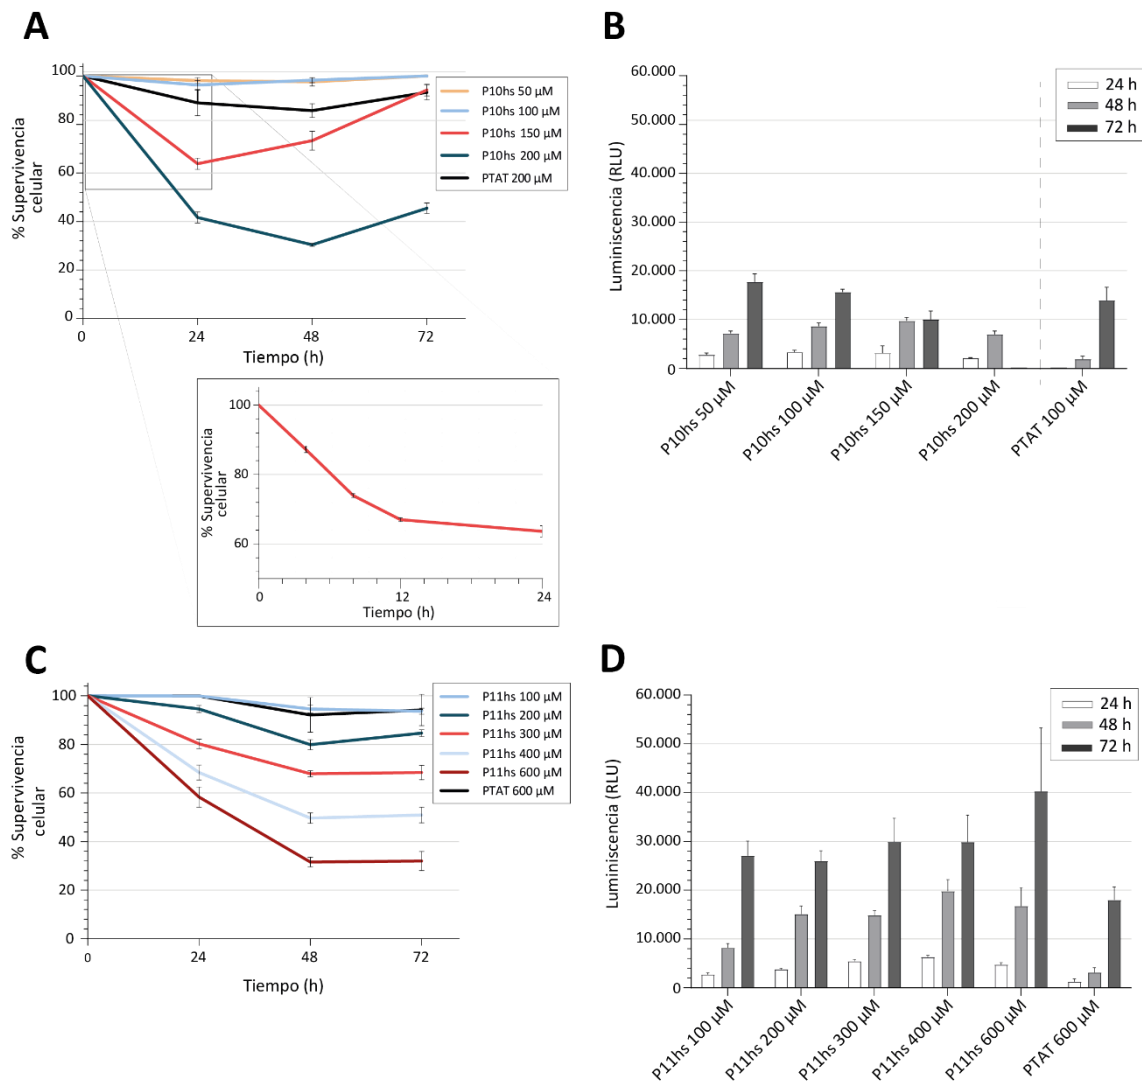 A
100
80
60
40
20
0
% Supervivencia
celular
0
24
48
72
Tiempo (h)
P10hs 50 µM
P10hs 100 µM
P10hs 150 µM
P10hs 200 µM
PTAT 200 µM
100
80
60
% Supervivencia
celular
0
12
24
Tiempo (h)
B
60.000
50.000
40.000
30.000
20.000
10.000
0
Luminiscencia (RLU)
24 h
48 h
72 h
P10hs 50 µM
P10hs 100 µM
P10hs 150 µM
P10hs 200 µM
PTAT 100 µM
C
100
80
60
40
20
0
% Supervivencia
celular
0
24
48
72
Tiempo (h)
P11hs 100 µM
P11hs 200 µM
P11hs 300 µM
P11hs 400 µM
P11hs 600 µM
PTAT 600 µM
D
60.000
50.000
40.000
30.000
20.000
10.000
0
Luminiscencia (RLU)
24 h
48 h
72 h
P11hs 100 µM
P11hs 200 µM
P11hs 300 µM
P11hs 400 µM
P11hs 600 µM
PTAT 600 µM